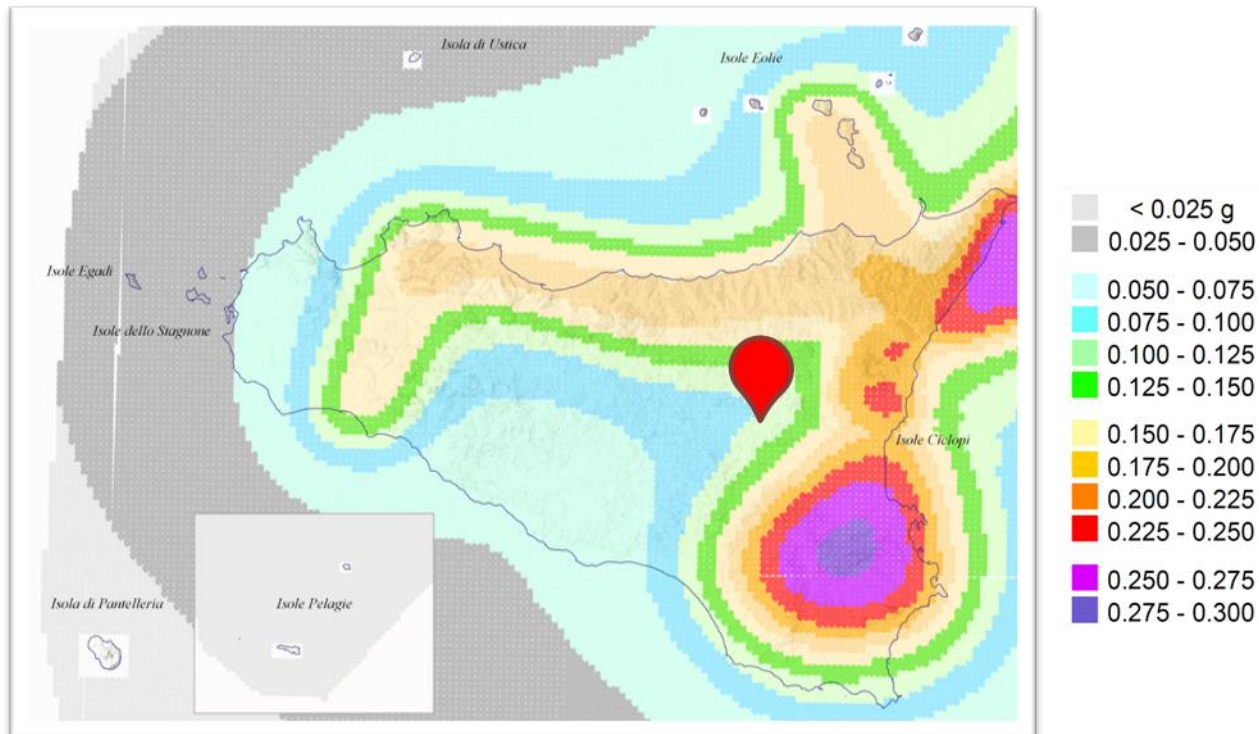 Isola di Ustica
Isole Eolie
Isole Egadi
Isole dello Stagnone
Isole Ciclopi
Isola di Pantelleria
Isole Pelagie
< 0.025 g
0.025 - 0.050
0.050 - 0.075
0.075 - 0.100
0.100 - 0.125
0.125 - 0.150
0.150 - 0.175
0.175 - 0.200
0.200 - 0.225
0.225 - 0.250
0.250 - 0.275
0.275 - 0.300